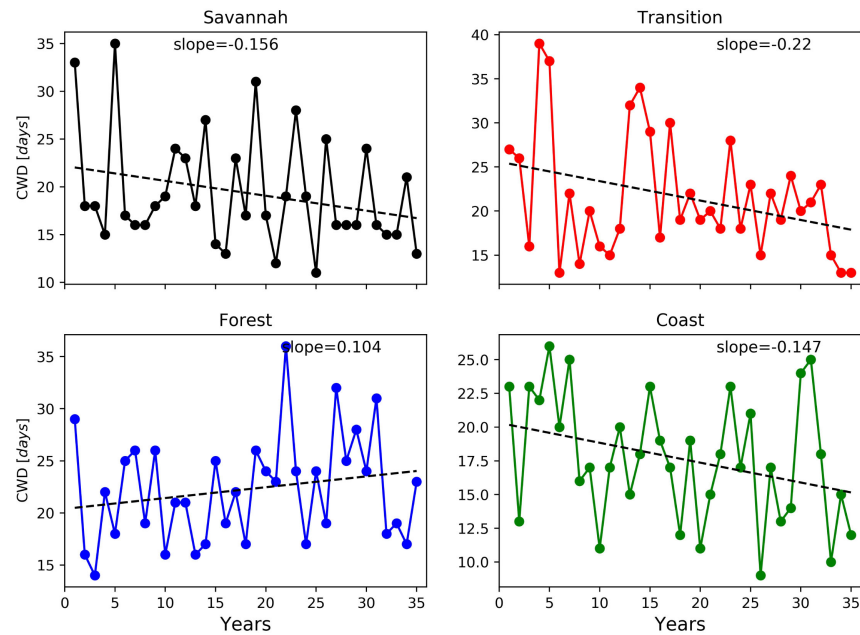 Savannah
slope=-0.156
CWD [days]
35
30
25
20
15
10
Transition
slope=-0.22
40
35
30
25
20
15
Forest
slope=0.104
CWD [days]
35
30
25
20
15
0 5 10 15 20 25 30 35
Years
Coast
slope=-0.147
25.0
22.5
20.0
17.5
15.0
12.5
10.0
0 5 10 15 20 25 30 35
Years